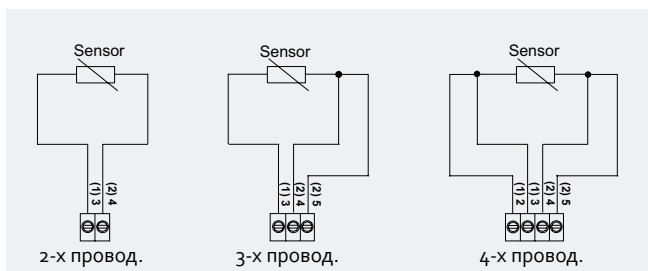 Sensor
Sensor
Sensor
(1) 3
(2) 4
(1) 3
(2) 4
(2) 5
(1) 2
(1) 3
(2) 4
(2) 5
2-х провод.
3-х провод.
4-х провод.